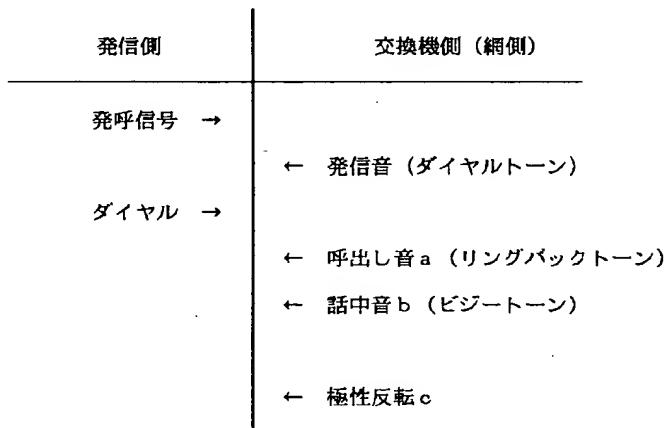 発信側 交換機側（網側）
発呼信号 →
← 発信音（ダイヤルトーン）
ダイヤル →
← 呼出し音a（リングバックトーン）
← 話中音b（ビジートーン）
← 極性反転c